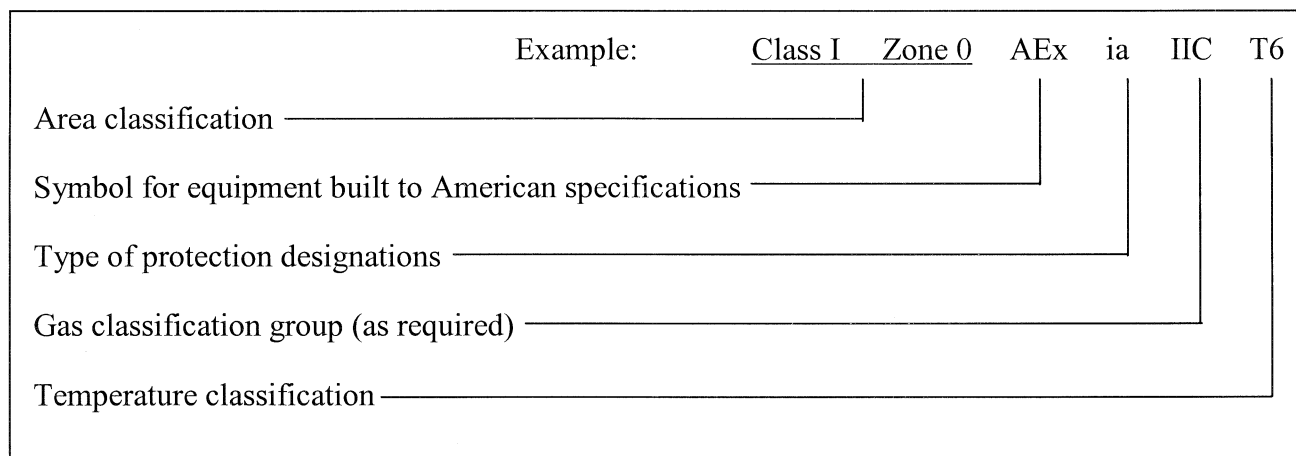 Example: Class I Zone 0 AEx ia IIC T6
Area classification
Symbol for equipment built to American specifications
Type of protection designations
Gas classification group (as required)
Temperature classification